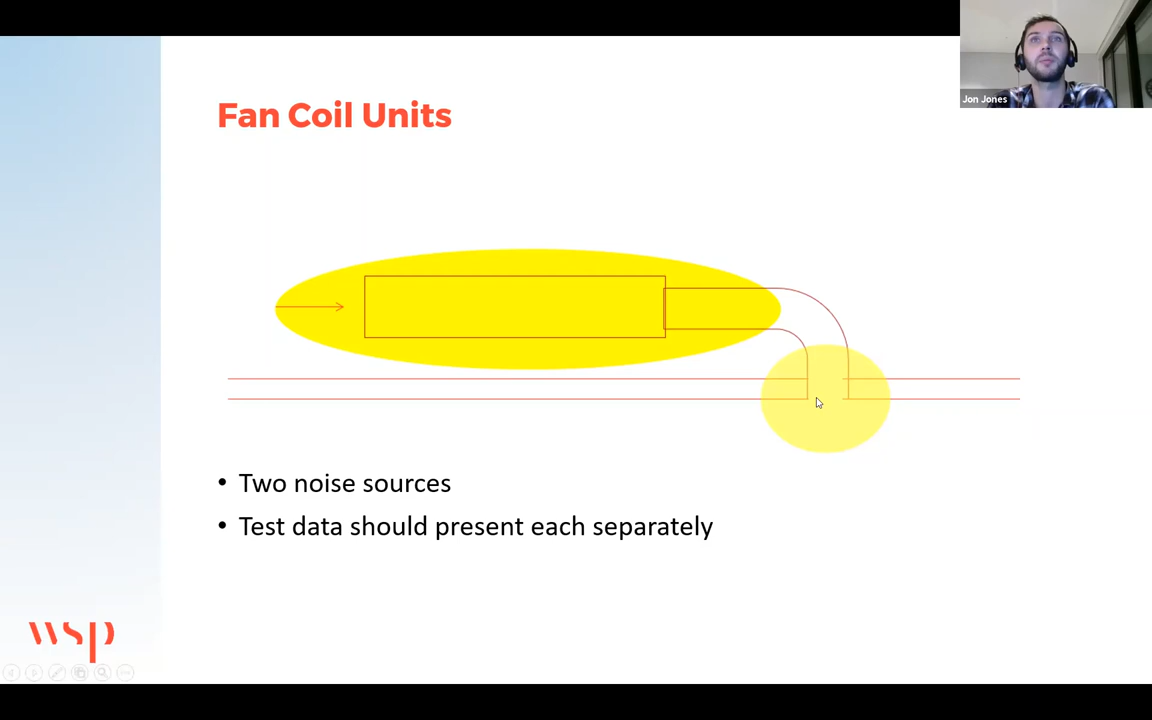 Jon Jones
Fan Coil Units
• Two noise sources
• Test data should present each separately
wsp